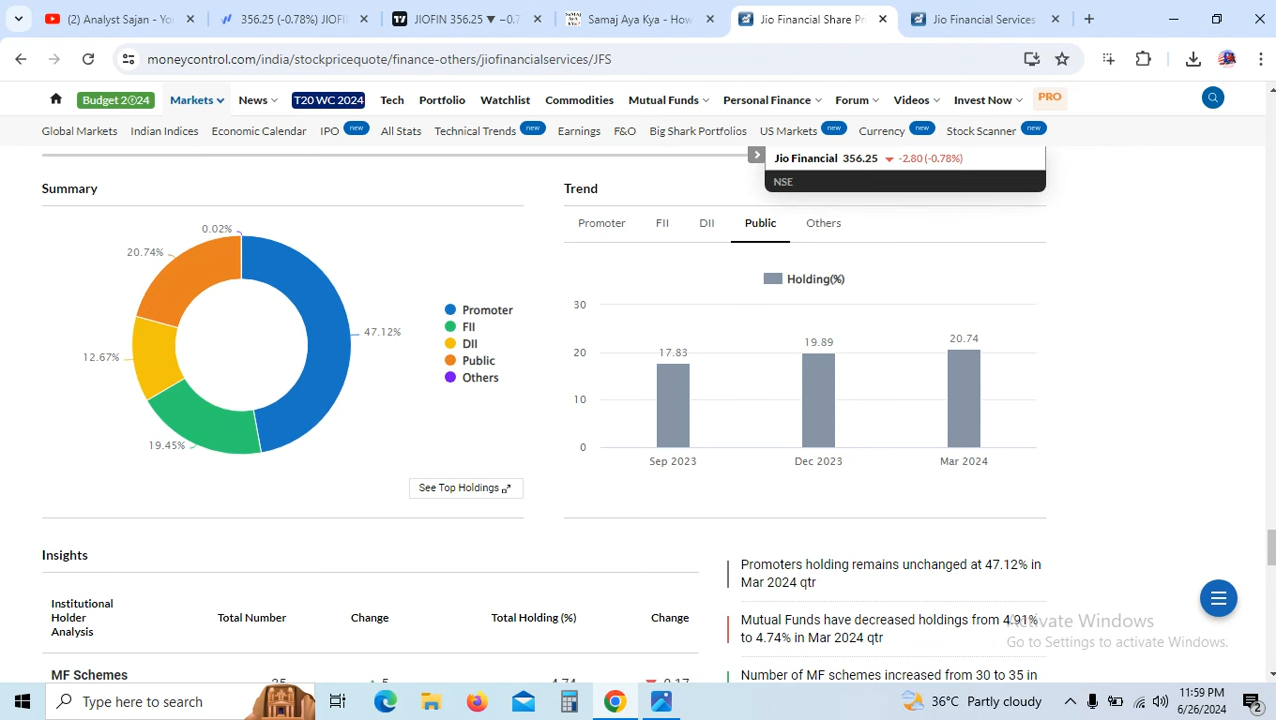 (2) Analyst Sajan - Yo
356.25 (-0.78%) JIOFIN
JIOFIN 356.25 ▼ −0.7
Samaj Aya Kya - How
Jio Financial Share Pr
Jio Financial Services
moneycontrol.com/india/stockpricequote/finance-others/jiofinancialservices/JFS
Budget 2024 Markets News T20 WC 2024 Tech Portfolio Watchlist Commodities Mutual Funds Personal Finance Forum Videos Invest Now PRO
Global Markets Indian Indices Economic Calendar IPO new All Stats Technical Trends new Earnings F&O Big Shark Portfolios US Markets new Currency new Stock Scanner new
Jio Financial 356.25 ▼ -2.80 (-0.78%)
NSE
Summary
0.02%
20.74%
47.12%
12.67%
19.45%
Promoter
FII
DII
Public
Others
See Top Holdings
Trend
Promoter FII DII Public Others
Holding(%)
30
20
10
0
17.83
19.89
20.74
Sep 2023 Dec 2023 Mar 2024
Insights
Institutional
Holder
Analysis
Total Number Change Total Holding (%) Change
MF Schemes 35 5 4.74 0.17
Promoters holding remains unchanged at 47.12% in
Mar 2024 qtr
Mutual Funds have decreased holdings from 4.91%
to 4.74% in Mar 2024 qtr
Number of MF schemes increased from 30 to 35 in
Activate Windows
Go to Settings to activate Windows.
Type here to search
36°C Partly cloudy
11:59 PM
6/26/2024
2